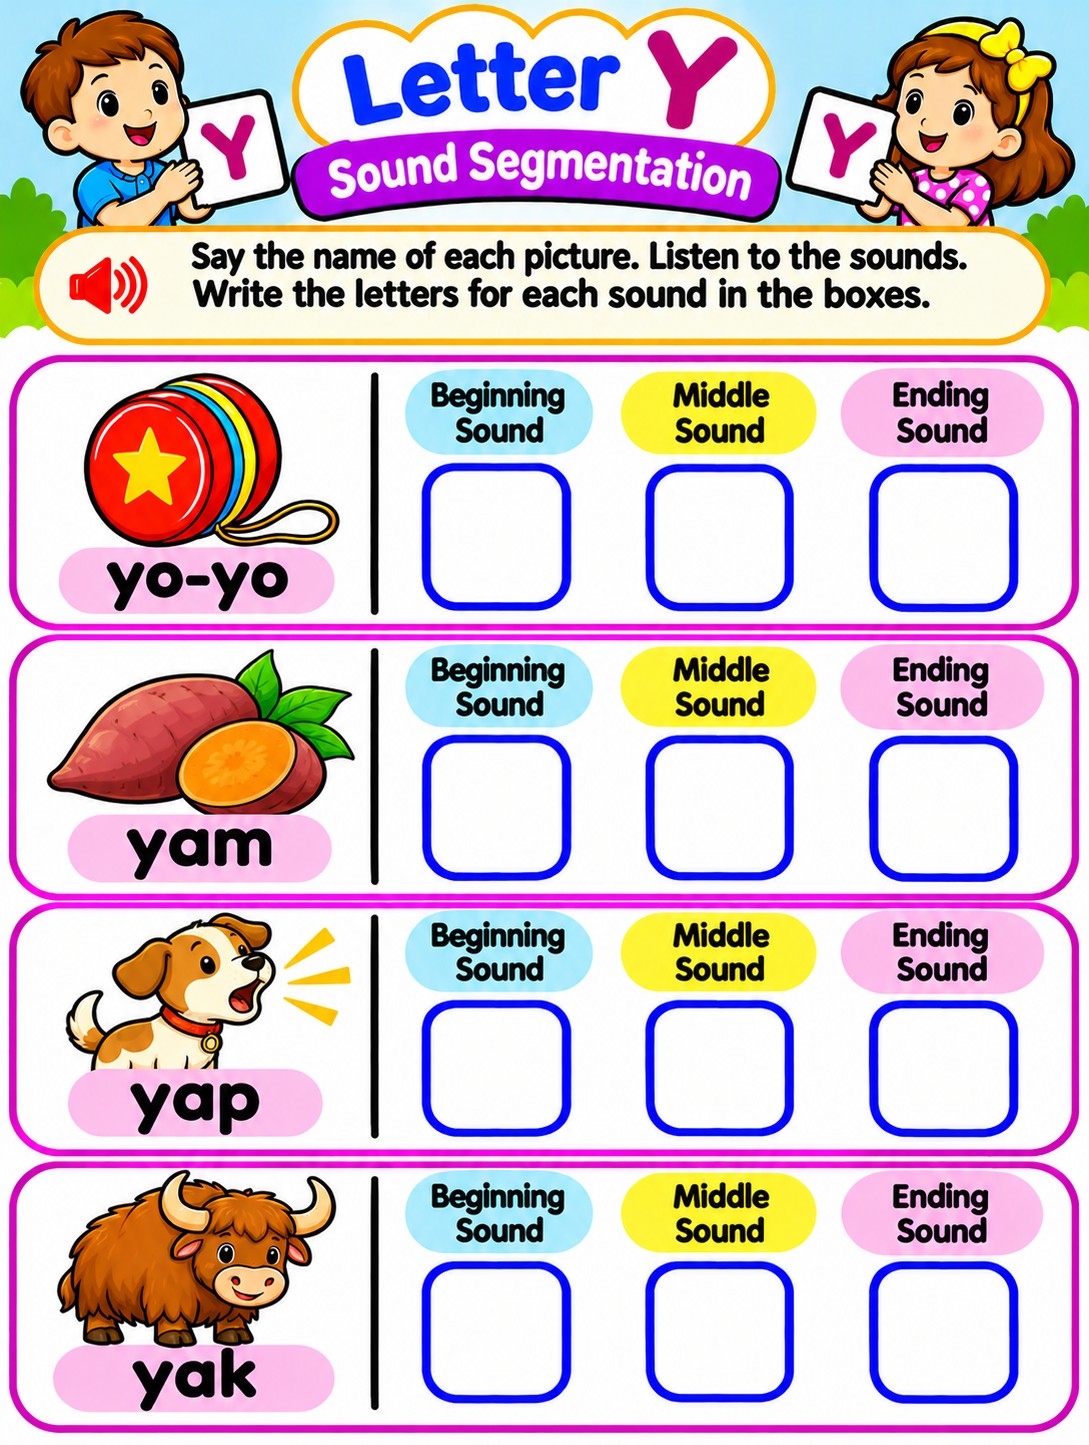 Letter Y
Sound Segmentation
Y
Y
Say the name of each picture. Listen to the sounds.
Write the letters for each sound in the boxes.
yo-yo
Beginning Sound
Middle Sound
Ending Sound
yam
Beginning Sound
Middle Sound
Ending Sound
yap
Beginning Sound
Middle Sound
Ending Sound
yak
Beginning Sound
Middle Sound
Ending Sound